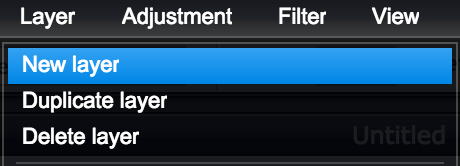 Layer Adjustment Filter View
New layer
Duplicate layer
Delete layer
Untitled